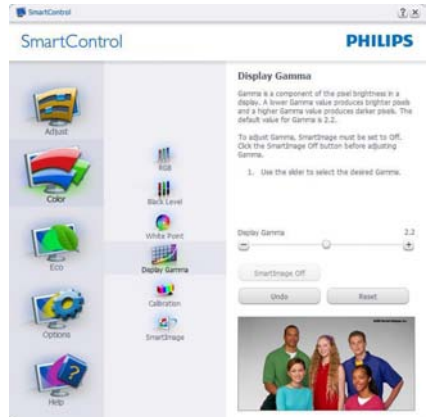 SmartControl
SmartControl
PHILIPS
Display Gamma
Gamma is a component of the pixel brightness in a
display. A lower Gamma value produces brighter pixels
and a higher Gamma value produces darker pixels. The
default value for Gamma is 2.2.
To adjust Gamma, SmartImage must be set to Off.
Click the SmartImage Off button before adjusting
Gamma.
1. Use the slider to select the desired Gamma.
Adjust
Color
Eco
Options
Help
RGB
Black Level
White Point
Display Gamma
Calibration
SmartImage
Display Gamma 2.2
SmartImage Off
Undo Reset